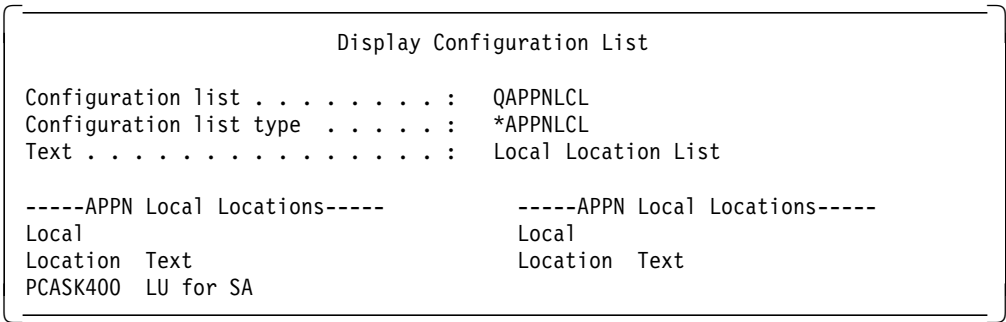 Display Configuration List
Configuration list . . . . . . . . :   QAPPNLCL
Configuration list type  . . . . . :   *APPNLCL
Text . . . . . . . . . . . . . . . :   Local Location List
-----APPN Local Locations-----            -----APPN Local Locations-----
Local                                     Local
Location  Text                            Location  Text
PCASK400  LU for SA